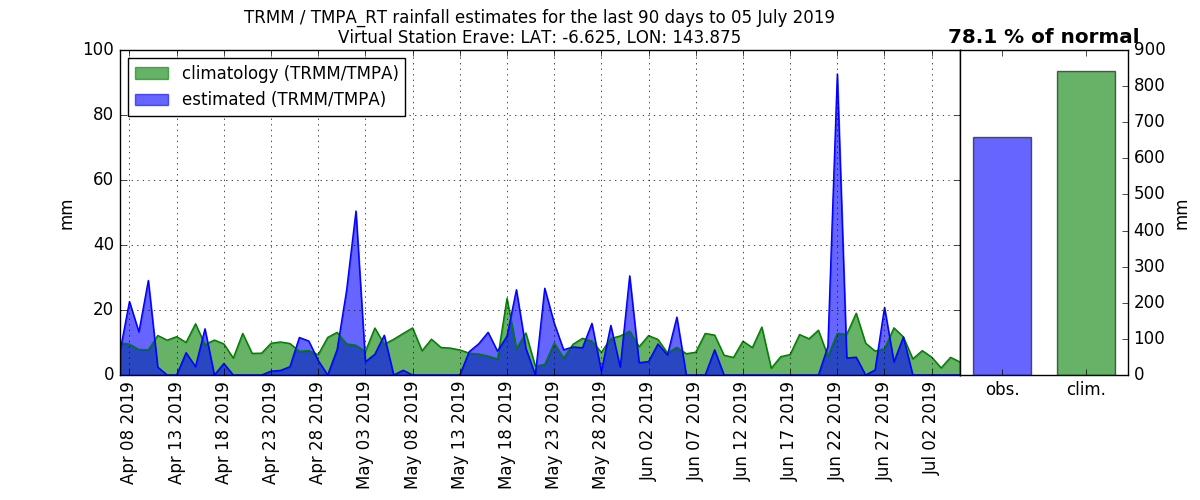 TRMM / TMPA_RT rainfall estimates for the last 90 days to 05 July 2019
Virtual Station Erave: LAT: -6.625, LON: 143.875
78.1 % of normal
climatology (TRMM/TMPA)
estimated (TRMM/TMPA)
100
80
60
40
20
0
mm
900
800
700
600
500
400
300
200
100
0
mm
Apr 08 2019
Apr 13 2019
Apr 18 2019
Apr 23 2019
Apr 28 2019
May 03 2019
May 08 2019
May 13 2019
May 18 2019
May 23 2019
May 28 2019
Jun 02 2019
Jun 07 2019
Jun 12 2019
Jun 17 2019
Jun 22 2019
Jun 27 2019
Jul 02 2019
obs.
clim.